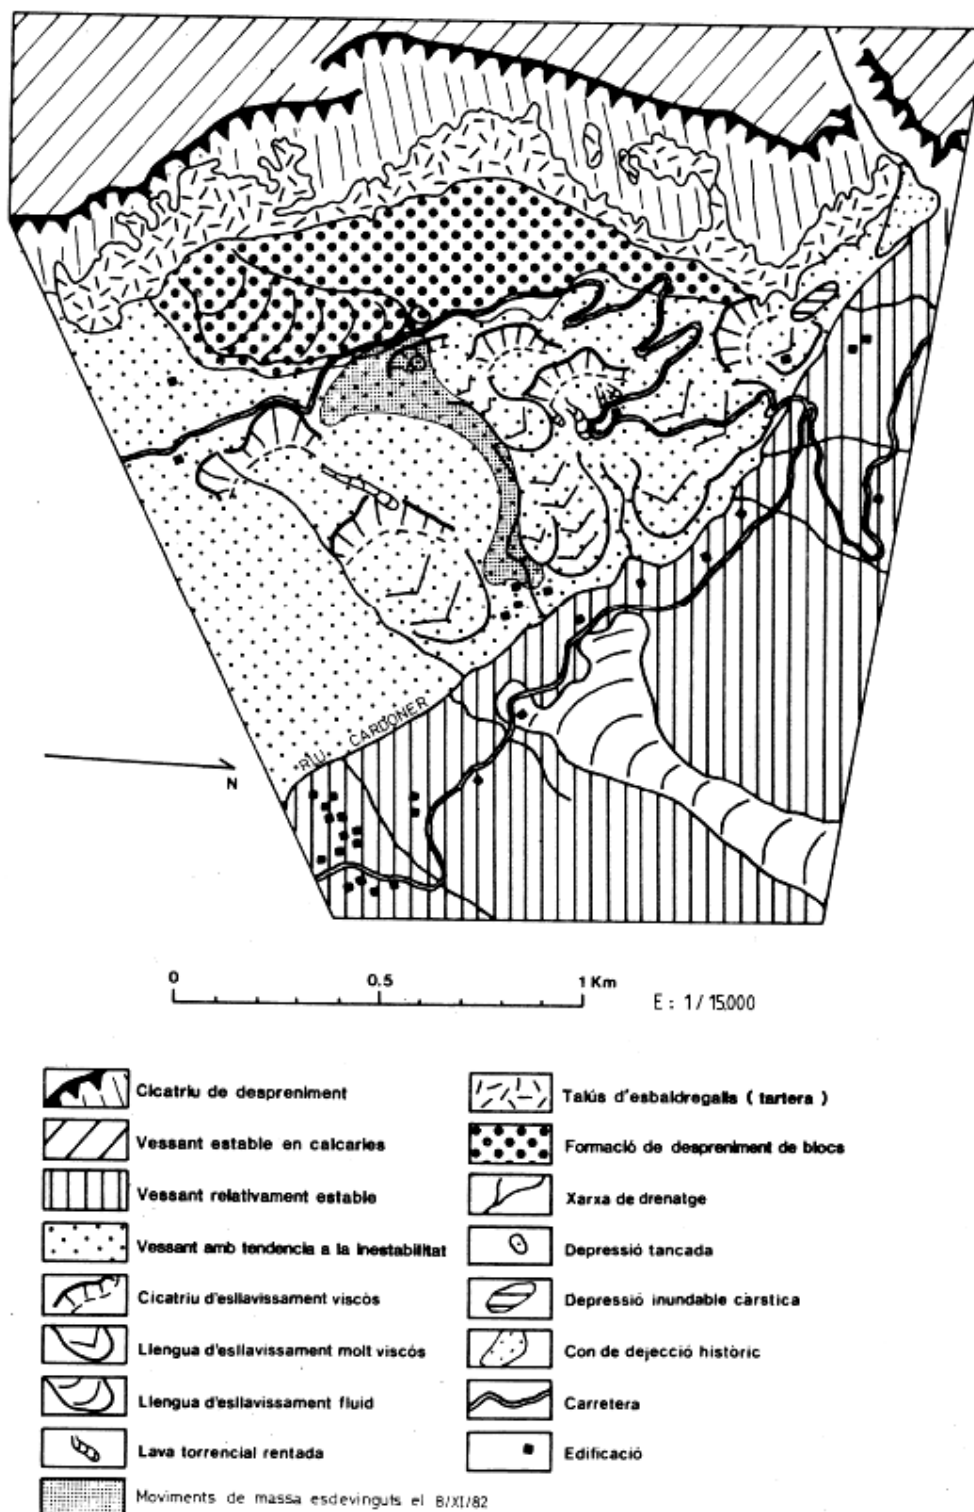 RIU CARDONER
N
0 0.5 1 Km
E: 1/15.000
Cicatriu de despreniment
Vessant estable en calcaries
Vessant relativament estable
Vessant amb tendencia a la inestabilitat
Cicatriu d'esllavissament viscòs
Llengua d'esllavissament molt viscós
Llengua d'esllavissament fluid
Lava torrencial rentada
Moviments de massa esdevinguts el 8/XI/82
Talús d'esbaldregalls ( tartera )
Formació de despreniment de blocs
Xarxa de drenatge
Depressió tancada
Depressió inundable càrstica
Con de dejecció històric
Carretera
Edificació